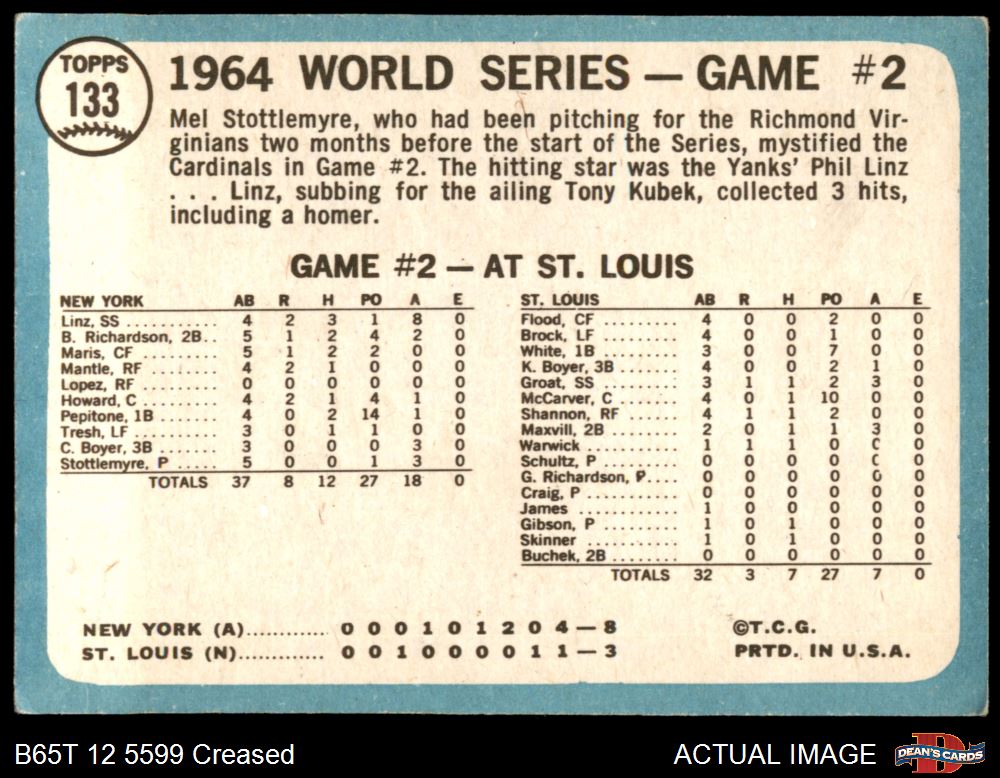 TOPPS
133
1964 WORLD SERIES — GAME #2
Mel Stottlemyre, who had been pitching for the Richmond Vir-
ginians two months before the start of the Series, mystified the
Cardinals in Game #2. The hitting star was the Yanks' Phil Linz
. . . Linz, subbing for the ailing Tony Kubek, collected 3 hits,
including a homer.
GAME #2 — AT ST. LOUIS
NEW YORK AB R H PO A E
Linz, SS ........... 4 2 3 1 8 0
B. Richardson, 2B.. 5 1 2 4 2 0
Maris, CF ......... 5 1 2 2 0 0
Mantle, RF ........ 4 2 1 0 0 0
Lopez, RF ......... 0 0 0 0 0 0
Howard, C ........ 4 2 1 4 1 0
Pepitone, 1B ...... 4 0 2 14 1 0
Tresh, LF ......... 3 0 1 1 0 0
C. Boyer, 3B ...... 3 0 0 0 3 0
Stottlemyre, P ..... 5 0 0 1 3 0
TOTALS 37 8 12 27 18 0
ST. LOUIS AB R H PO A E
Flood, CF ......... 4 0 0 2 0 0
Brock, LF ......... 4 0 0 1 0 0
White, 1B ......... 3 0 0 7 0 0
K. Boyer, 3B ....... 4 0 0 2 1 0
Groat, SS ......... 3 1 1 2 3 0
McCarver, C ....... 4 0 1 10 0 0
Shannon, RF ...... 4 1 1 2 0 0
Maxvill, 2B ........ 2 0 1 1 3 0
Warwick .......... 1 1 1 0 0 0
Schultz, P ......... 0 0 0 0 0 0
G. Richardson, P.... 0 0 0 0 0 0
Craig, P ........... 0 0 0 0 0 0
James ............ 1 0 0 0 0 0
Gibson, P ......... 1 0 1 0 0 0
Skinner .......... 1 0 1 0 0 0
Buchek, 2B ........ 0 0 0 0 0 0
TOTALS 32 3 7 27 7 0
NEW YORK (A)............ 0 0 0 1 0 1 2 0 4 — 8
ST. LOUIS (N)............ 0 0 1 0 0 0 0 1 1 — 3
©T.C.G.
PRTD. IN U.S.A.
B65T 12 5599 Creased
ACTUAL IMAGE
DEAN'S CARDS